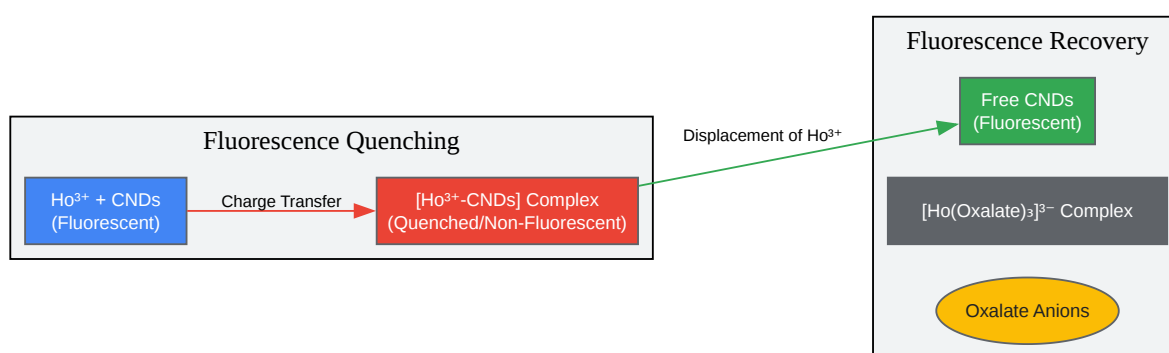 Fluorescence Quenching
Ho³⁺ + CNDs
(Fluorescent)
Charge Transfer
[Ho³⁺-CNDs] Complex
(Quenched/Non-Fluorescent)
Displacement of Ho³⁺
Fluorescence Recovery
Free CNDs
(Fluorescent)
[Ho(Oxalate)₃]³⁻ Complex
Oxalate Anions